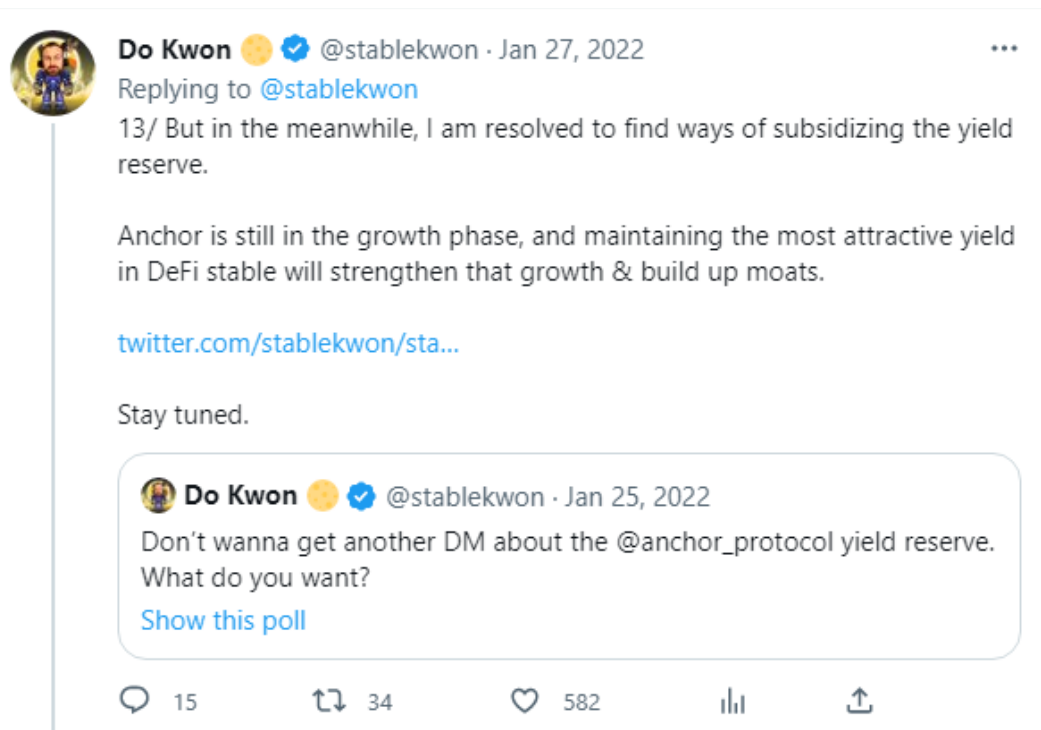 Do Kwon @stablekwon · Jan 27, 2022
Replying to @stablekwon
13/ But in the meanwhile, I am resolved to find ways of subsidizing the yield
reserve.
Anchor is still in the growth phase, and maintaining the most attractive yield
in DeFi stable will strengthen that growth & build up moats.
twitter.com/stablekwon/sta...
Stay tuned.
Do Kwon @stablekwon · Jan 25, 2022
Don't wanna get another DM about the @anchor_protocol yield reserve.
What do you want?
Show this poll
15 34 582